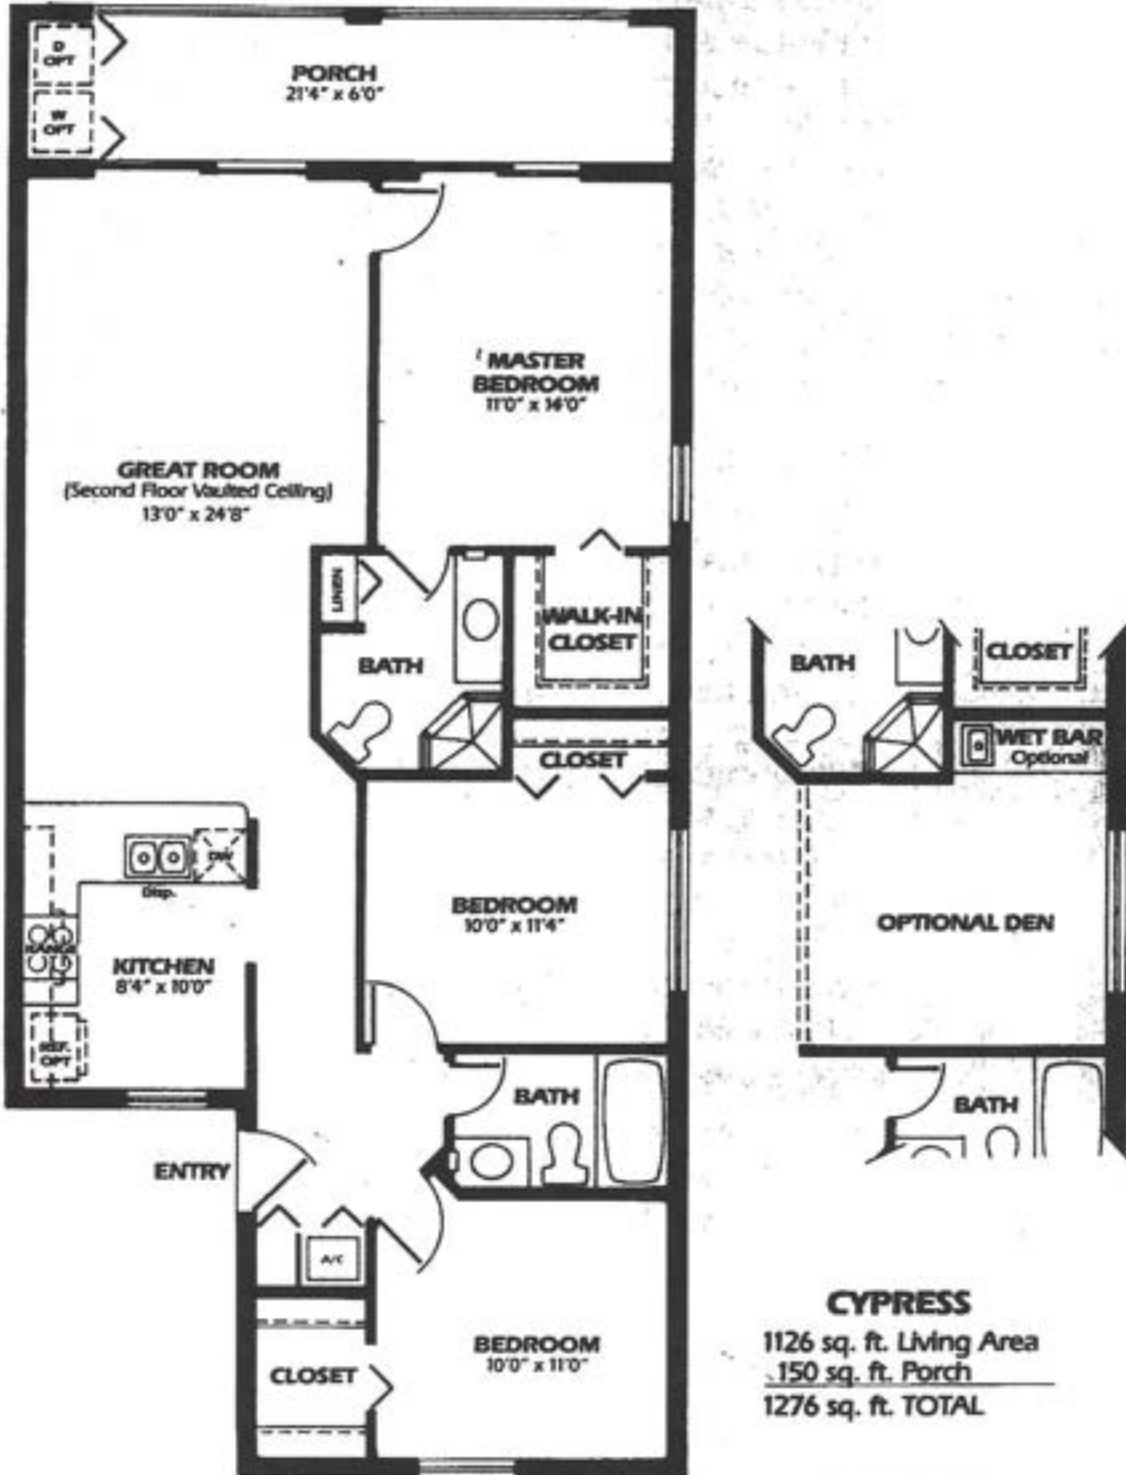 D
OPT
W
OPT
PORCH
21'4" x 6'0"
MASTER
BEDROOM
11'0" x 14'0"
GREAT ROOM
(Second Floor Vaulted Ceiling)
13'0" x 24'8"
LINEN
BATH
WALK-IN
CLOSET
CLOSET
DW
Disp.
RANGE
KITCHEN
8'4" x 10'0"
REF.
OPT
BEDROOM
10'0" x 11'4"
BATH
ENTRY
A/C
CLOSET
BEDROOM
10'0" x 11'0"
BATH
CLOSET
WET BAR
Optional
OPTIONAL DEN
BATH
CYPRESS
1126 sq. ft. Living Area
150 sq. ft. Porch
1276 sq. ft. TOTAL